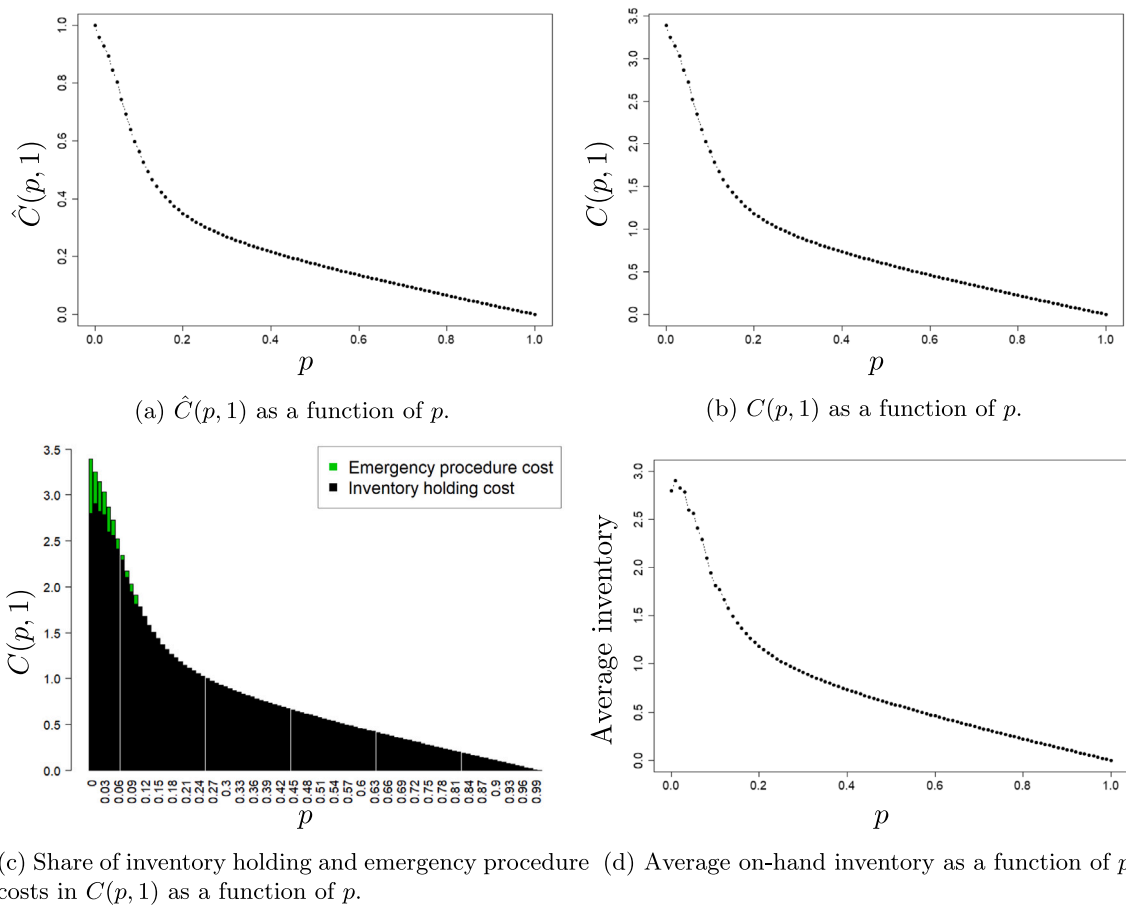 1.0
0.8
0.6
0.4
0.2
0.0
Ĉ(p, 1)
0.0 0.2 0.4 0.6 0.8 1.0
p
(a) Ĉ(p, 1) as a function of p.
3.5
3.0
2.5
2.0
1.5
1.0
0.5
0.0
C(p, 1)
0.0 0.2 0.4 0.6 0.8 1.0
p
(b) C(p, 1) as a function of p.
3.5
3.0
2.5
2.0
1.5
1.0
0.5
0.0
C(p, 1)
Emergency procedure cost
Inventory holding cost
0 0.03 0.06 0.09 0.12 0.15 0.18 0.21 0.24 0.27 0.3 0.33 0.36 0.39 0.42 0.45 0.48 0.51 0.54 0.57 0.6 0.63 0.66 0.69 0.72 0.75 0.78 0.81 0.84 0.87 0.9 0.93 0.96 0.99
p
(c) Share of inventory holding and emergency procedure
costs in C(p, 1) as a function of p.
3.0
2.5
2.0
1.5
1.0
0.5
0.0
Average inventory
0.0 0.2 0.4 0.6 0.8 1.0
p
(d) Average on-hand inventory as a function of p